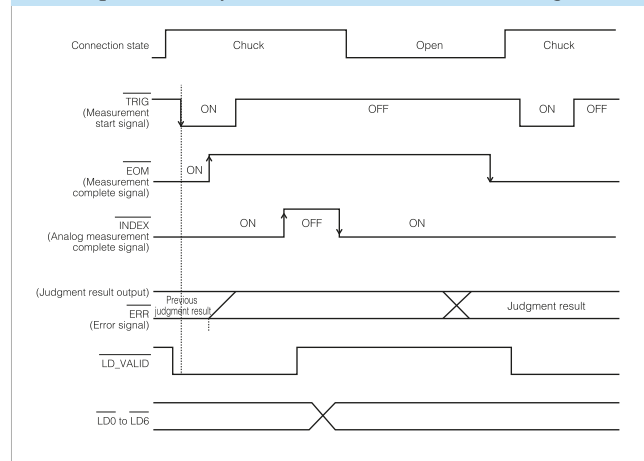 Connection state
Chuck
Open
Chuck
TRIG
(Measurement
start signal)
ON
OFF
ON
OFF
EOM
(Measurement
complete signal)
ON
INDEX
(Analog measurement
complete signal)
ON
OFF
ON
(Judgment result output)
ERR
(Error signal)
Previous
judgment result
Judgment result
LD_VALID
LD0 to LD6